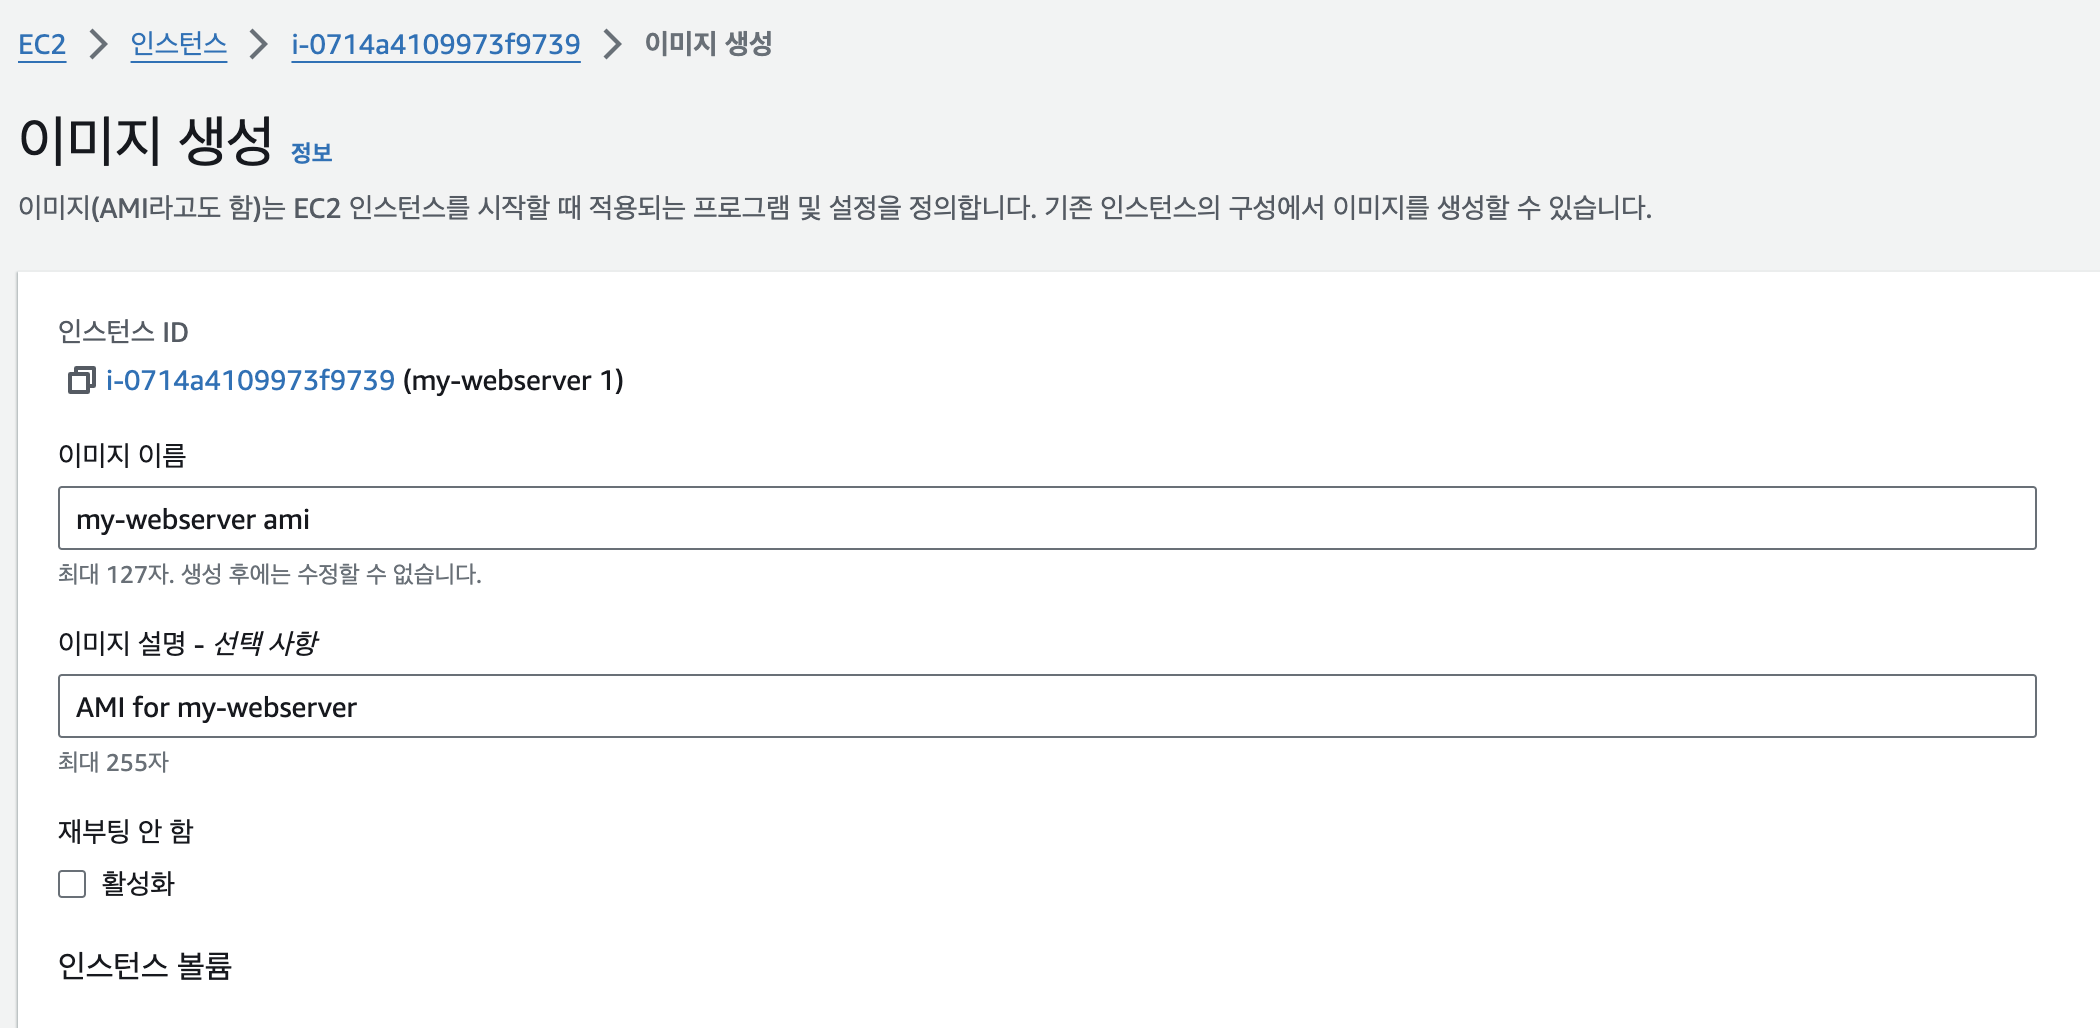 EC2 > 인스턴스 > i-0714a4109973f9739 > 이미지 생성
이미지 생성 정보
이미지(AMI라고도 함)는 EC2 인스턴스를 시작할 때 적용되는 프로그램 및 설정을 정의합니다. 기존 인스턴스의 구성에서 이미지를 생성할 수 있습니다.
인스턴스 ID
i-0714a4109973f9739 (my-webserver 1)
이미지 이름
my-webserver ami
최대 127자. 생성 후에는 수정할 수 없습니다.
이미지 설명 - 선택 사항
AMI for my-webserver
최대 255자
재부팅 안 함
활성화
인스턴스 볼륨